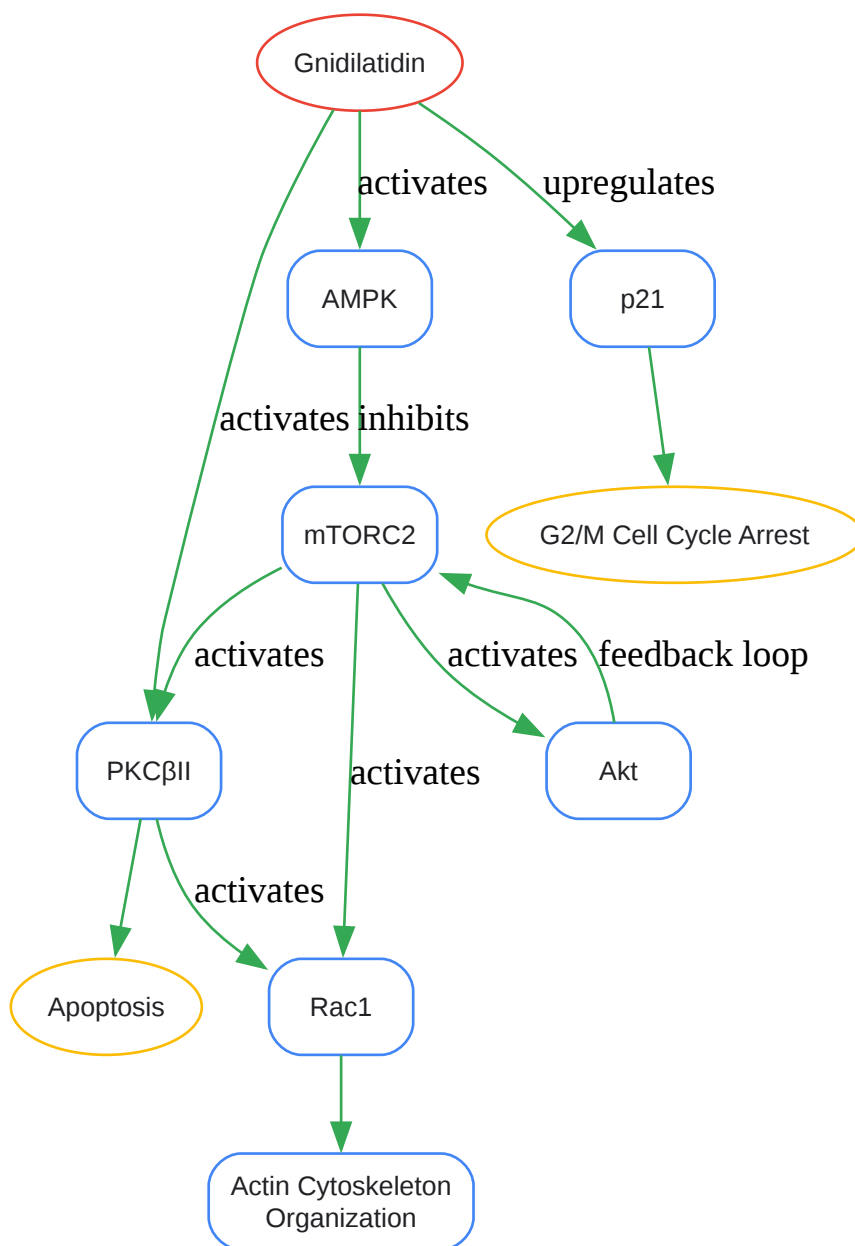 Gnidilatidin
activates
upregulates
AMPK
p21
activates
inhibits
mTORC2
G2/M Cell Cycle Arrest
activates
activates
feedback loop
PKCβII
activates
Akt
activates
Apoptosis
Rac1
Actin Cytoskeleton
Organization